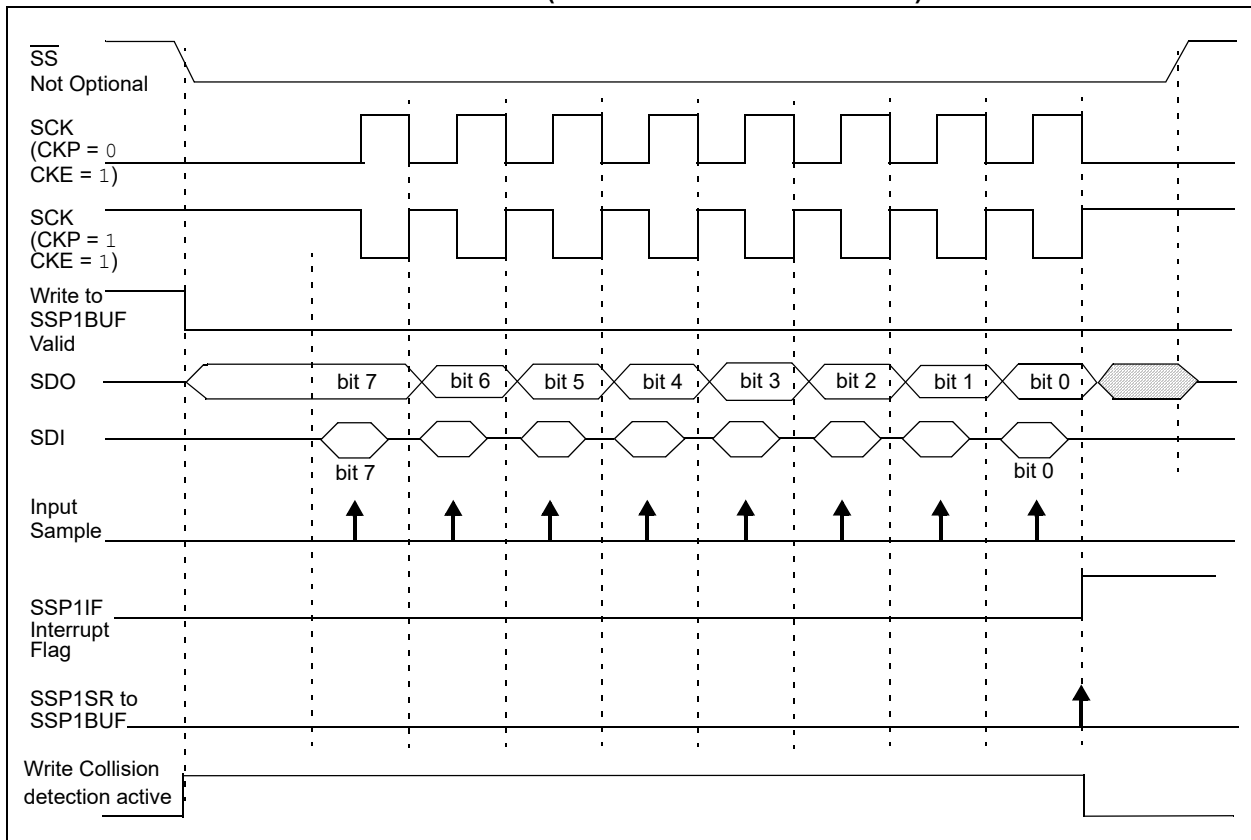 SS
Not Optional
SCK
(CKP = 0
CKE = 1)
SCK
(CKP = 1
CKE = 1)
Write to
SSP1BUF
Valid
SDO
bit 7 bit 6 bit 5 bit 4 bit 3 bit 2 bit 1 bit 0
SDI
bit 7 bit 0
Input
Sample
SSP1IF
Interrupt
Flag
SSP1SR to
SSP1BUF
Write Collision
detection active